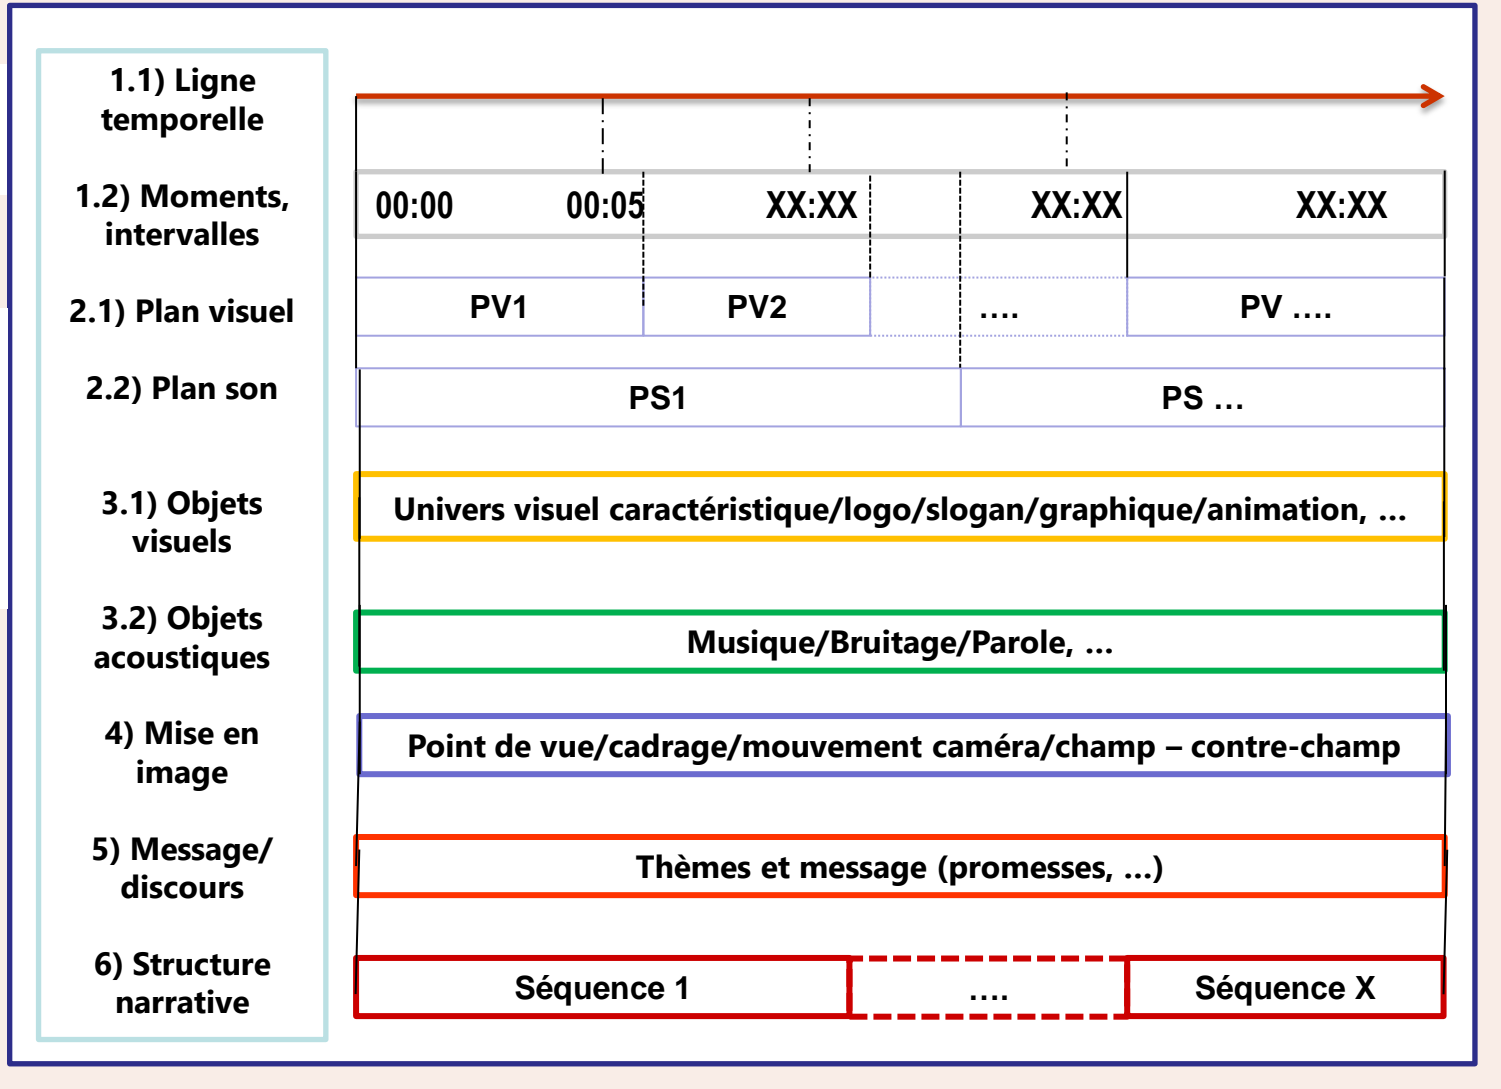 1.1) Ligne
temporelle
1.2) Moments,
intervalles
00:00 00:05 XX:XX XX:XX XX:XX
2.1) Plan visuel
PV1 PV2 .... PV ....
2.2) Plan son
PS1 PS ...
3.1) Objets
visuels
Univers visuel caractéristique/logo/slogan/graphique/animation, ...
3.2) Objets
acoustiques
Musique/Bruitage/Parole, ...
4) Mise en
image
Point de vue/cadrage/mouvement caméra/champ – contre-champ
5) Message/
discours
Thèmes et message (promesses, ...)
6) Structure
narrative
Séquence 1 .... Séquence X